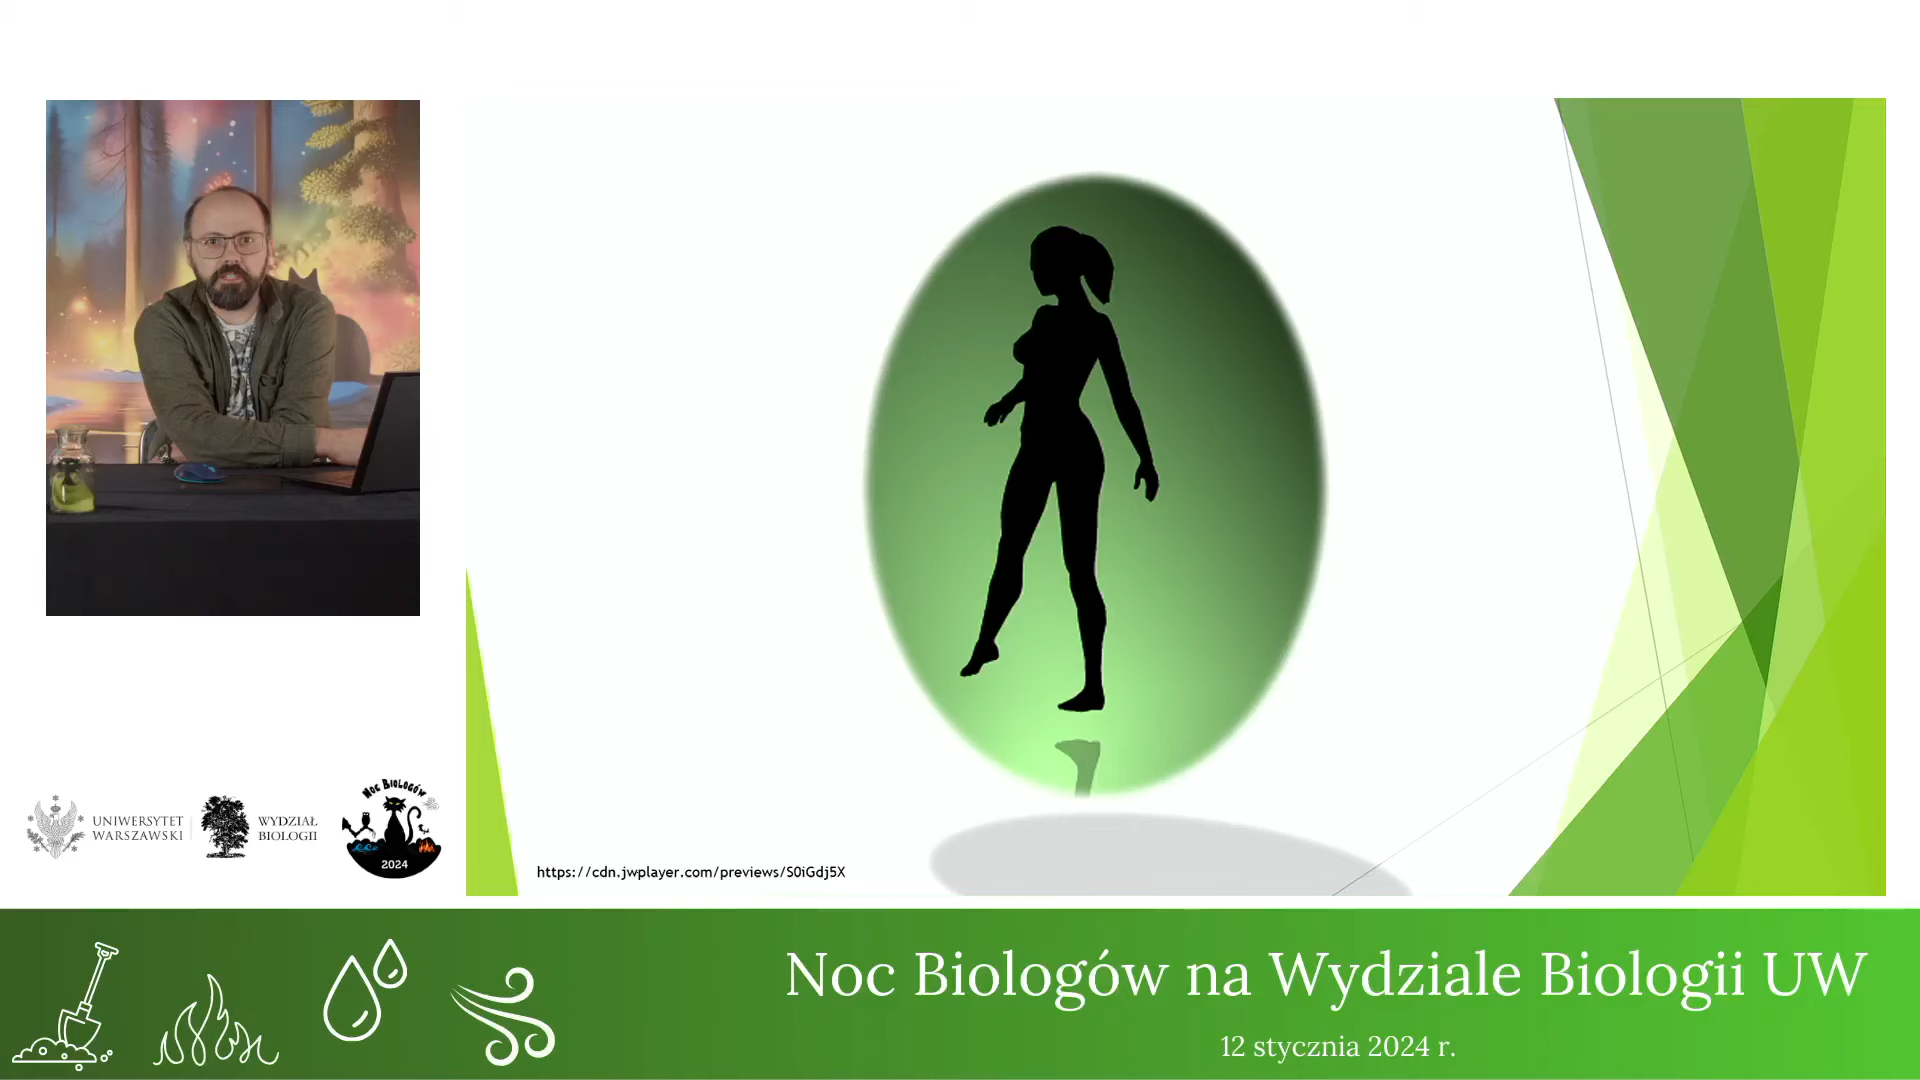 UNIWERSYTET
WARSZAWSKI
WYDZIAŁ
BIOLOGII
Noc Biologów
2024
https://cdn.jwplayer.com/previews/S0iGdj5X
Noc Biologów na Wydziale Biologii UW
12 stycznia 2024 r.